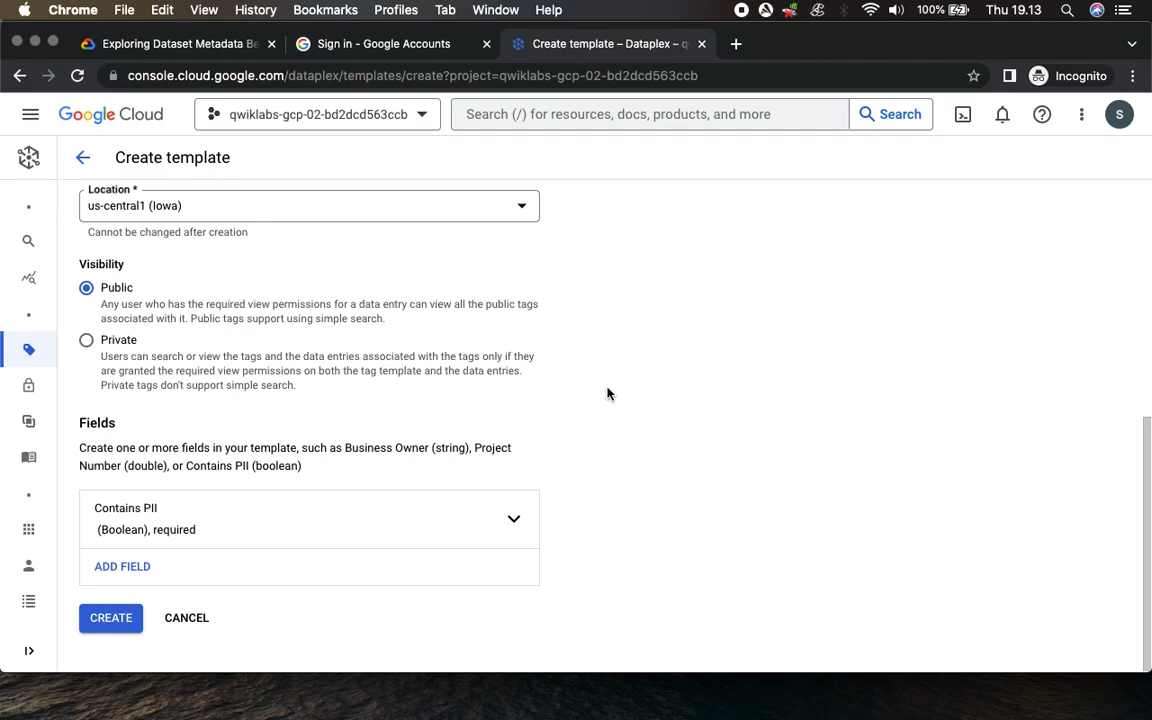 Chrome File Edit View History Bookmarks Profiles Tab Window Help 100% Thu 19.13
Exploring Dataset Metadata Be Sign in - Google Accounts Create template – Dataplex – q
console.cloud.google.com/dataplex/templates/create?project=qwiklabs-gcp-02-bd2dcd563ccb Incognito
Google Cloud qwiklabs-gcp-02-bd2dcd563ccb Search (/) for resources, docs, products, and more Search S
Create template
Location *
us-central1 (Iowa)
Cannot be changed after creation
Visibility
Public
Any user who has the required view permissions for a data entry can view all the public tags
associated with it. Public tags support using simple search.
Private
Users can search or view the tags and the data entries associated with the tags only if they
are granted the required view permissions on both the tag template and the data entries.
Private tags don't support simple search.
Fields
Create one or more fields in your template, such as Business Owner (string), Project
Number (double), or Contains PII (boolean)
Contains PII
(Boolean), required
ADD FIELD
CREATE CANCEL